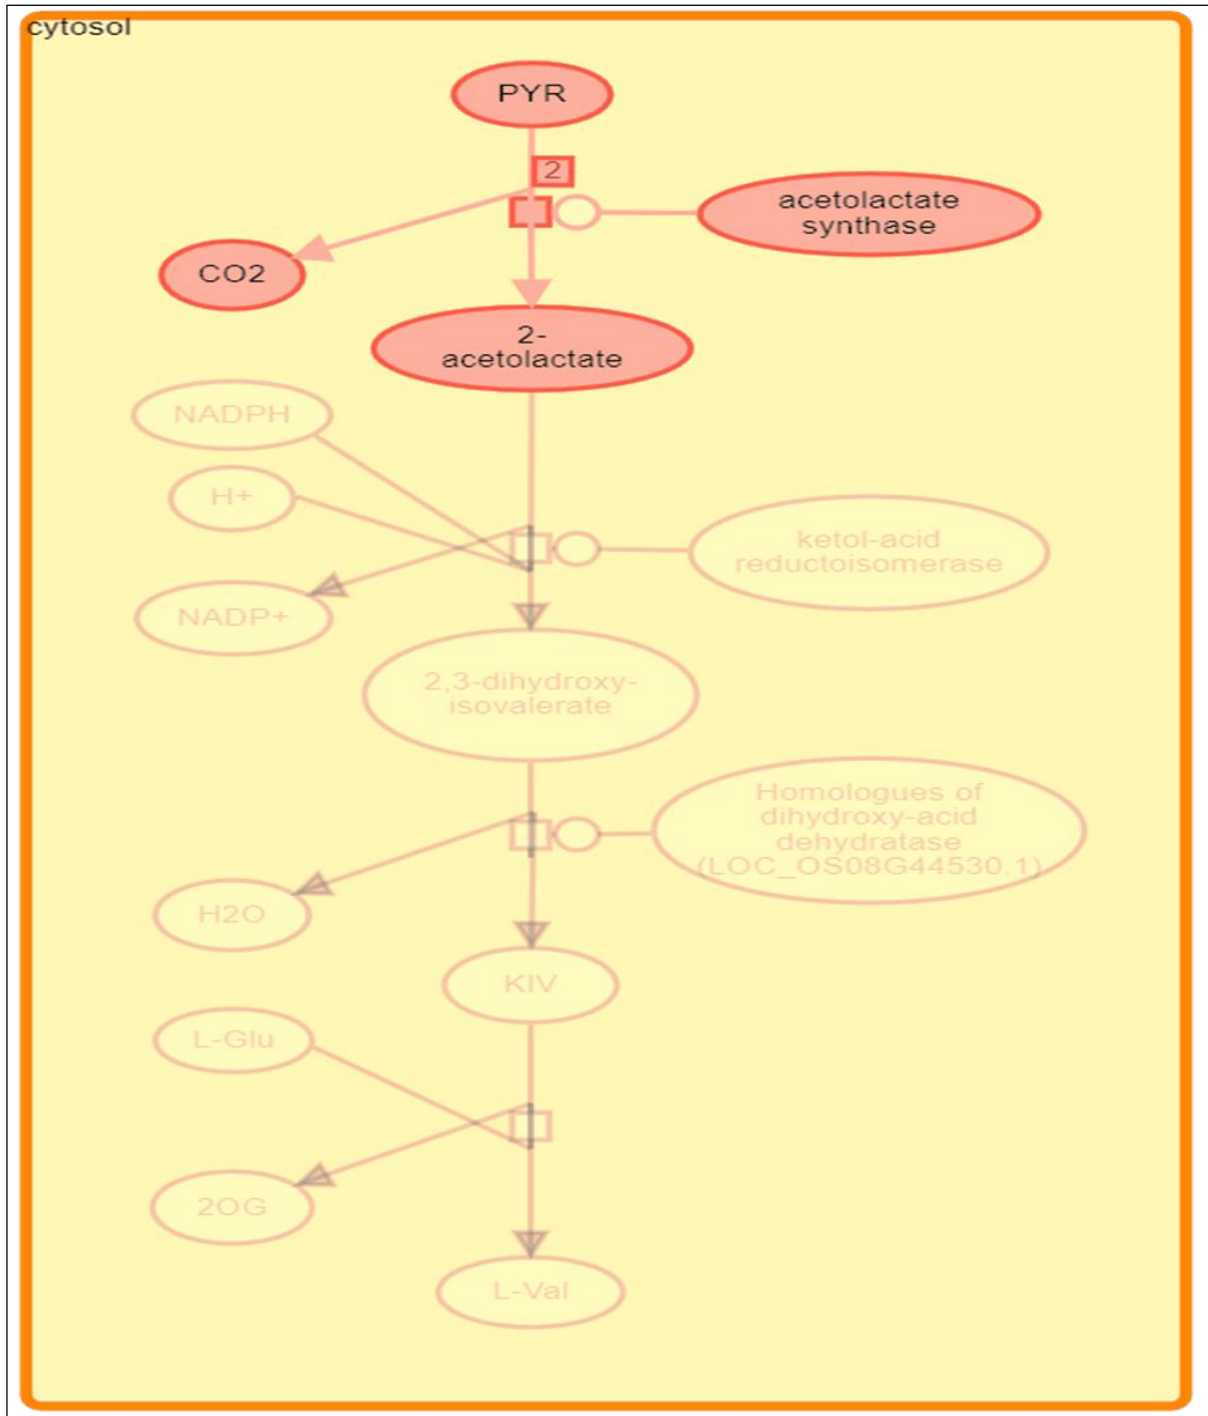 cytosol
PYR
2
acetolactate
synthase
CO2
2-
acetolactate
NADPH
H+
ketol-acid
reductoisomerase
NADP+
2,3-dihydroxy-
isovalerate
Homologues of
dihydroxy-acid
dehydratase
(LOC_OS08G44530.1)
H2O
KIV
L-Glu
2OG
L-Val